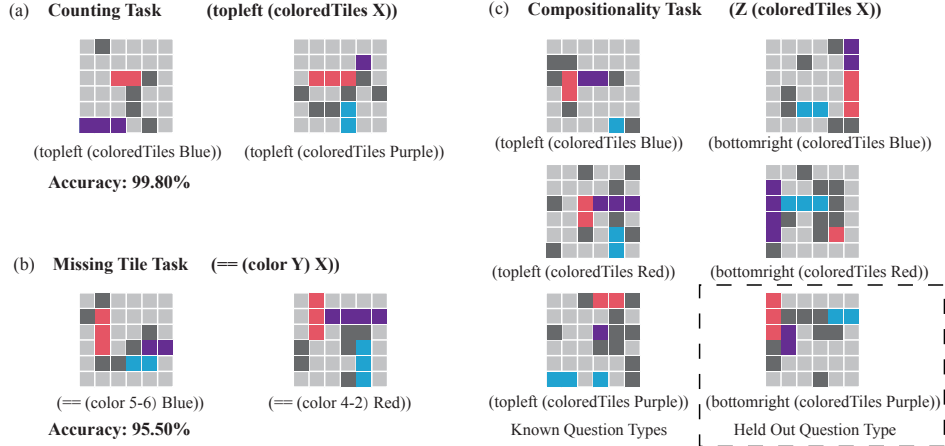 (a) Counting Task (topleft (coloredTiles X))
(topleft (coloredTiles Blue)) (topleft (coloredTiles Purple))
Accuracy: 99.80%
(b) Missing Tile Task (== (color Y) X))
(== (color 5-6) Blue)) (== (color 4-2) Red))
Accuracy: 95.50%
(c) Compositionality Task (Z (coloredTiles X))
(topleft (coloredTiles Blue)) (bottomright (coloredTiles Blue))
(topleft (coloredTiles Red)) (bottomright (coloredTiles Red))
(topleft (coloredTiles Purple)) (bottomright (coloredTiles Purple))
Known Question Types Held Out Question Type